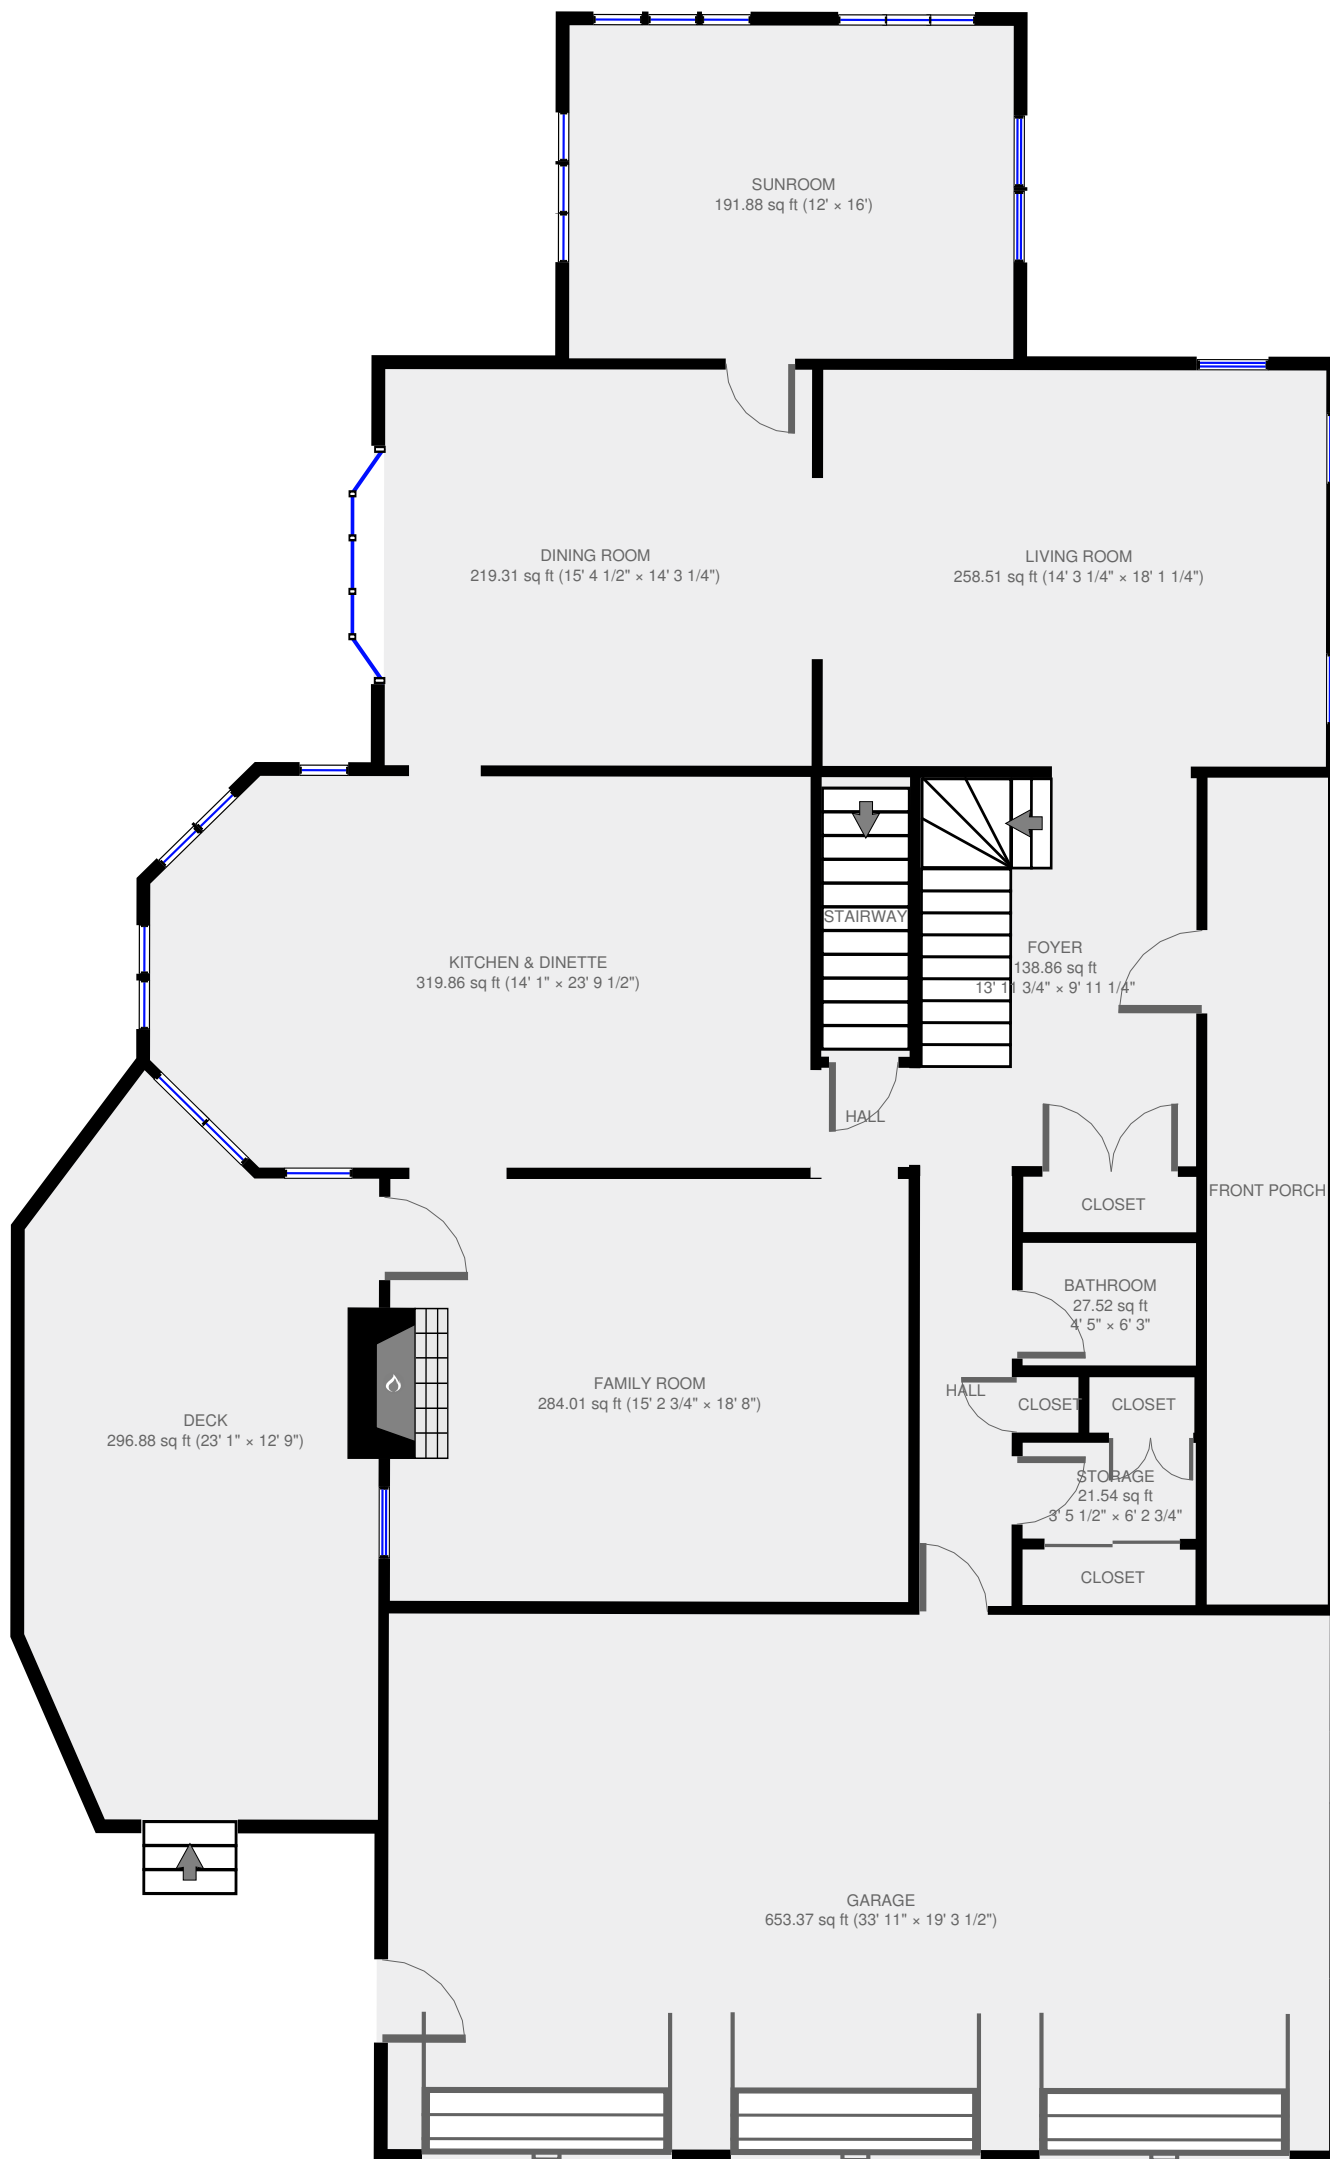 SUNROOM
191.88 sq ft (12' × 16')
DINING ROOM
219.31 sq ft (15' 4 1/2" × 14' 3 1/4")
LIVING ROOM
258.51 sq ft (14' 3 1/4" × 18' 1 1/4")
STAIRWAY
KITCHEN & DINETTE
319.86 sq ft (14' 1" × 23' 9 1/2")
FOYER
138.86 sq ft
13' 11 3/4" × 9' 11 1/4"
HALL
CLOSET
FRONT PORCH
BATHROOM
27.52 sq ft
4' 5" × 6' 3"
FAMILY ROOM
284.01 sq ft (15' 2 3/4" × 18' 8")
HALL
CLOSET
CLOSET
DECK
296.88 sq ft (23' 1" × 12' 9")
STORAGE
21.54 sq ft
3' 5 1/2" × 6' 2 3/4"
CLOSET
GARAGE
653.37 sq ft (33' 11" × 19' 3 1/2")